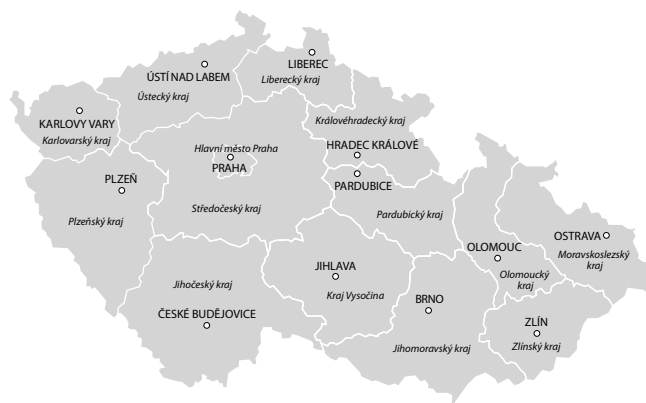 LIBEREC
Liberecký kraj
ÚSTÍ NAD LABEM
Ústecký kraj
KARLOVY VARY
Karlovarský kraj
Královéhradecký kraj
HRADEC KRÁLOVÉ
Hlavní město Praha
PRAHA
Středočeský kraj
PLZEŇ
Plzeňský kraj
PARDUBICE
Pardubický kraj
OLOMOUC
Olomoucký
kraj
OSTRAVA
Moravskoslezský
kraj
JIHLAVA
Kraj Vysočina
Jihočeský kraj
ČESKÉ BUDĚJOVICE
BRNO
Jihomoravský kraj
ZLÍN
Zlínský kraj